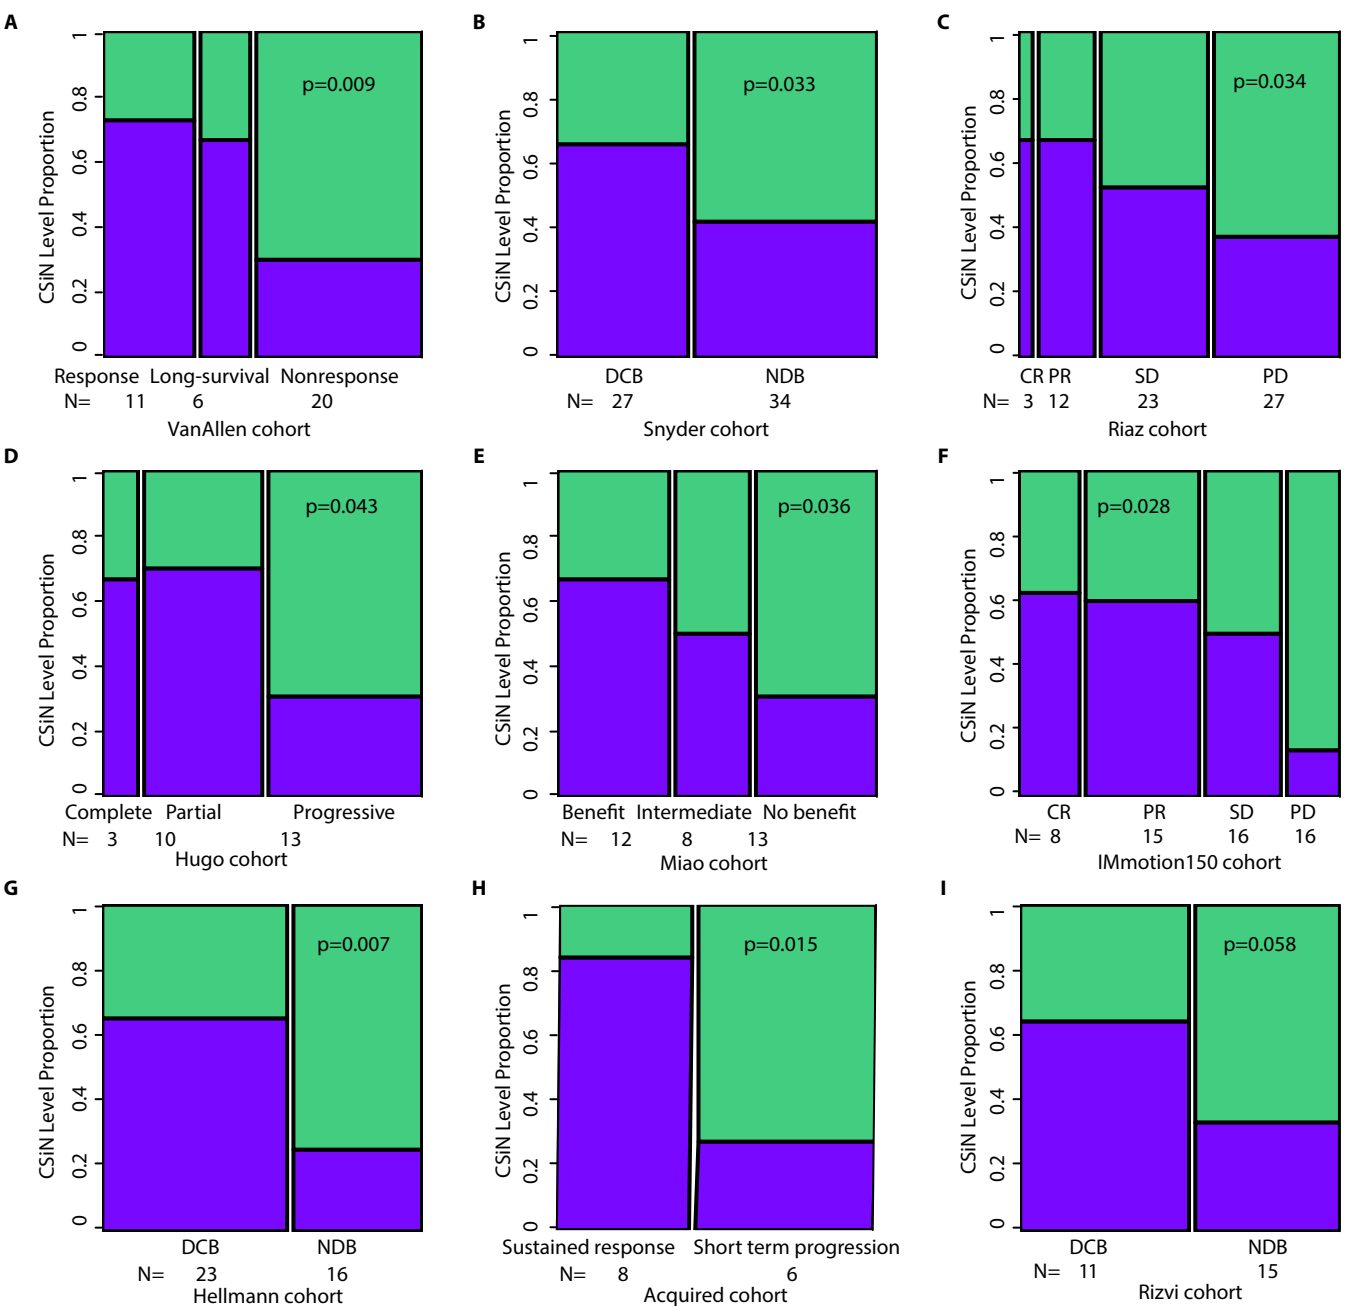 A
CSiN Level Proportion
0 0.2 0.4 0.6 0.8 1
p=0.009
Response Long-survival Nonresponse
N= 11 6 20
VanAllen cohort
B
CSiN Level Proportion
0 0.2 0.4 0.6 0.8 1
p=0.033
DCB NDB
N= 27 34
Snyder cohort
C
CSiN Level Proportion
0 0.2 0.4 0.6 0.8 1
p=0.034
CR PR SD PD
N= 3 12 23 27
Riaz cohort
D
CSiN Level Proportion
0 0.2 0.4 0.6 0.8 1
p=0.043
Complete Partial Progressive
N= 3 10 13
Hugo cohort
E
CSiN Level Proportion
0 0.2 0.4 0.6 0.8 1
p=0.036
Benefit Intermediate No benefit
N= 12 8 13
Miao cohort
F
CSiN Level Proportion
0 0.2 0.4 0.6 0.8 1
p=0.028
CR PR SD PD
N= 8 15 16 16
IMmotion150 cohort
G
CSiN Level Proportion
0 0.2 0.4 0.6 0.8 1
p=0.007
DCB NDB
N= 23 16
Hellmann cohort
H
CSiN Level Proportion
0 0.2 0.4 0.6 0.8 1
p=0.015
Sustained response Short term progression
N= 8 6
Acquired cohort
I
CSiN Level Proportion
0 0.2 0.4 0.6 0.8 1
p=0.058
DCB NDB
N= 11 15
Rizvi cohort